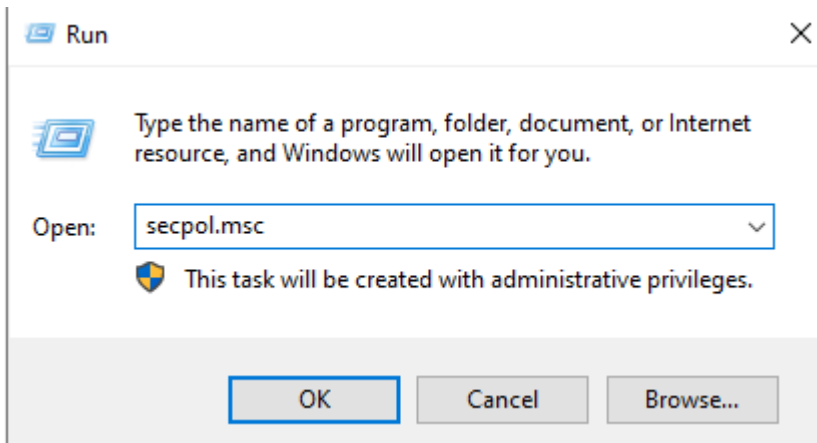 Run
Type the name of a program, folder, document, or Internet
resource, and Windows will open it for you.
Open: secpol.msc
This task will be created with administrative privileges.
OK Cancel Browse...